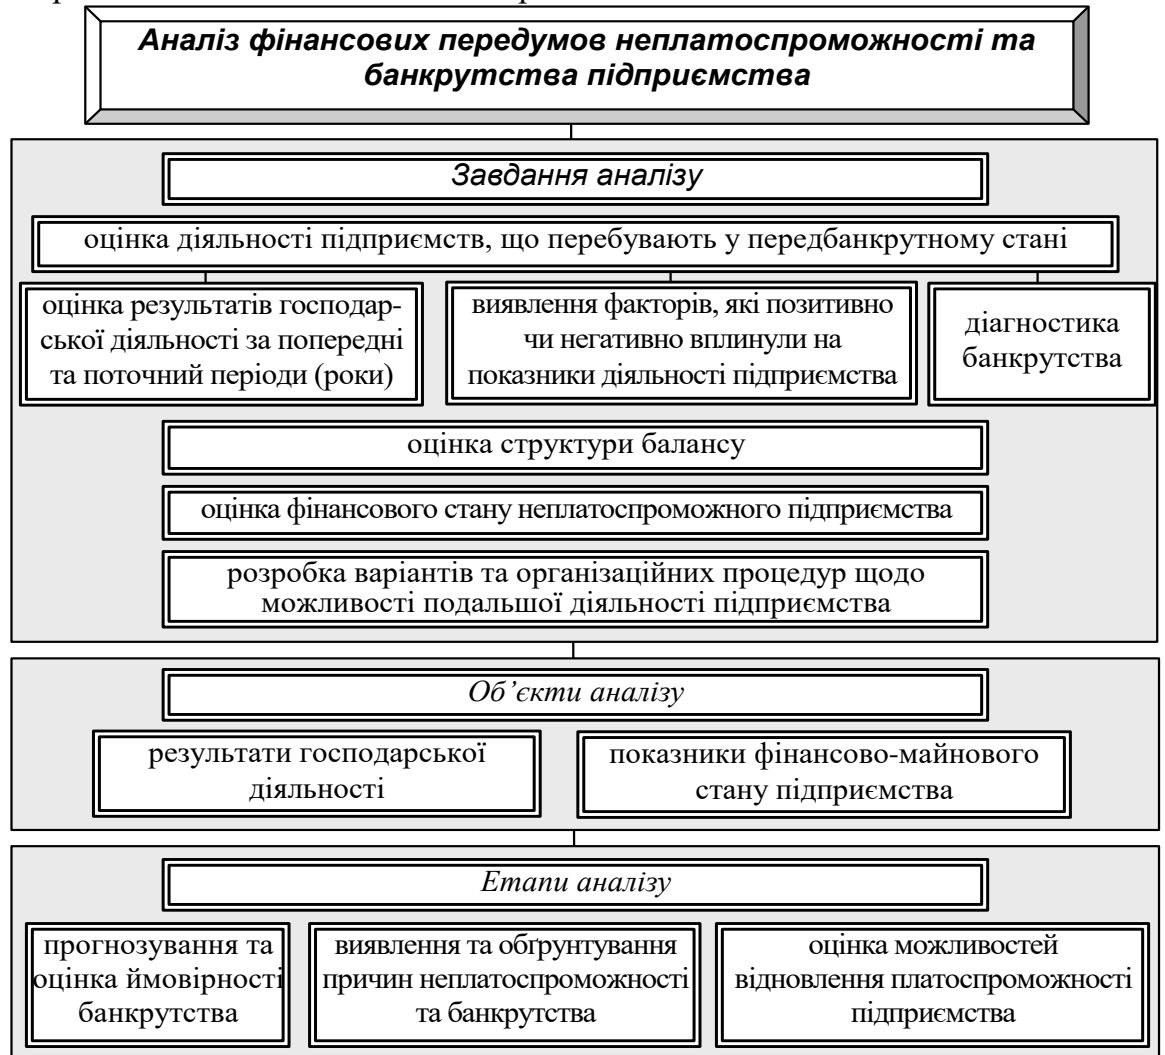 Аналіз фінансових передумов неплатоспроможності та
банкрутства підприємства
Завдання аналізу
оцінка діяльності підприємств, що перебувають у передбанкрутному стані
оцінка результатів господар-
ської діяльності за попередні
та поточний періоди (роки)
виявлення факторів, які позитивно
чи негативно вплинули на
показники діяльності підприємства
діагностика
банкрутства
оцінка структури балансу
оцінка фінансового стану неплатоспроможного підприємства
розробка варіантів та організаційних процедур щодо
можливості подальшої діяльності підприємства
Об’єкти аналізу
результати господарської
діяльності
показники фінансово-майнового
стану підприємства
Етапи аналізу
прогнозування та
оцінка ймовірності
банкрутства
виявлення та обґрунтування
причин неплатоспроможності
та банкрутства
оцінка можливостей
відновлення платоспроможності
підприємства